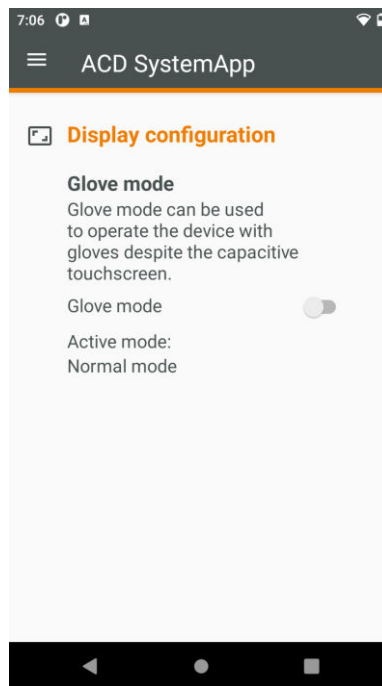 7:06
ACD SystemApp
Display configuration
Glove mode
Glove mode can be used
to operate the device with
gloves despite the capacitive
touchscreen.
Glove mode
Active mode:
Normal mode